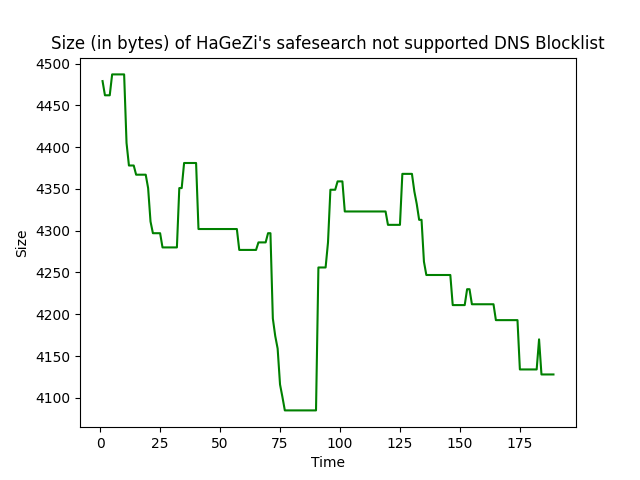 Size (in bytes) of HaGeZi's safesearch not supported DNS Blocklist
4500
4450
4400
4350
4300
4250
4200
4150
4100
Size
0 25 50 75 100 125 150 175
Time